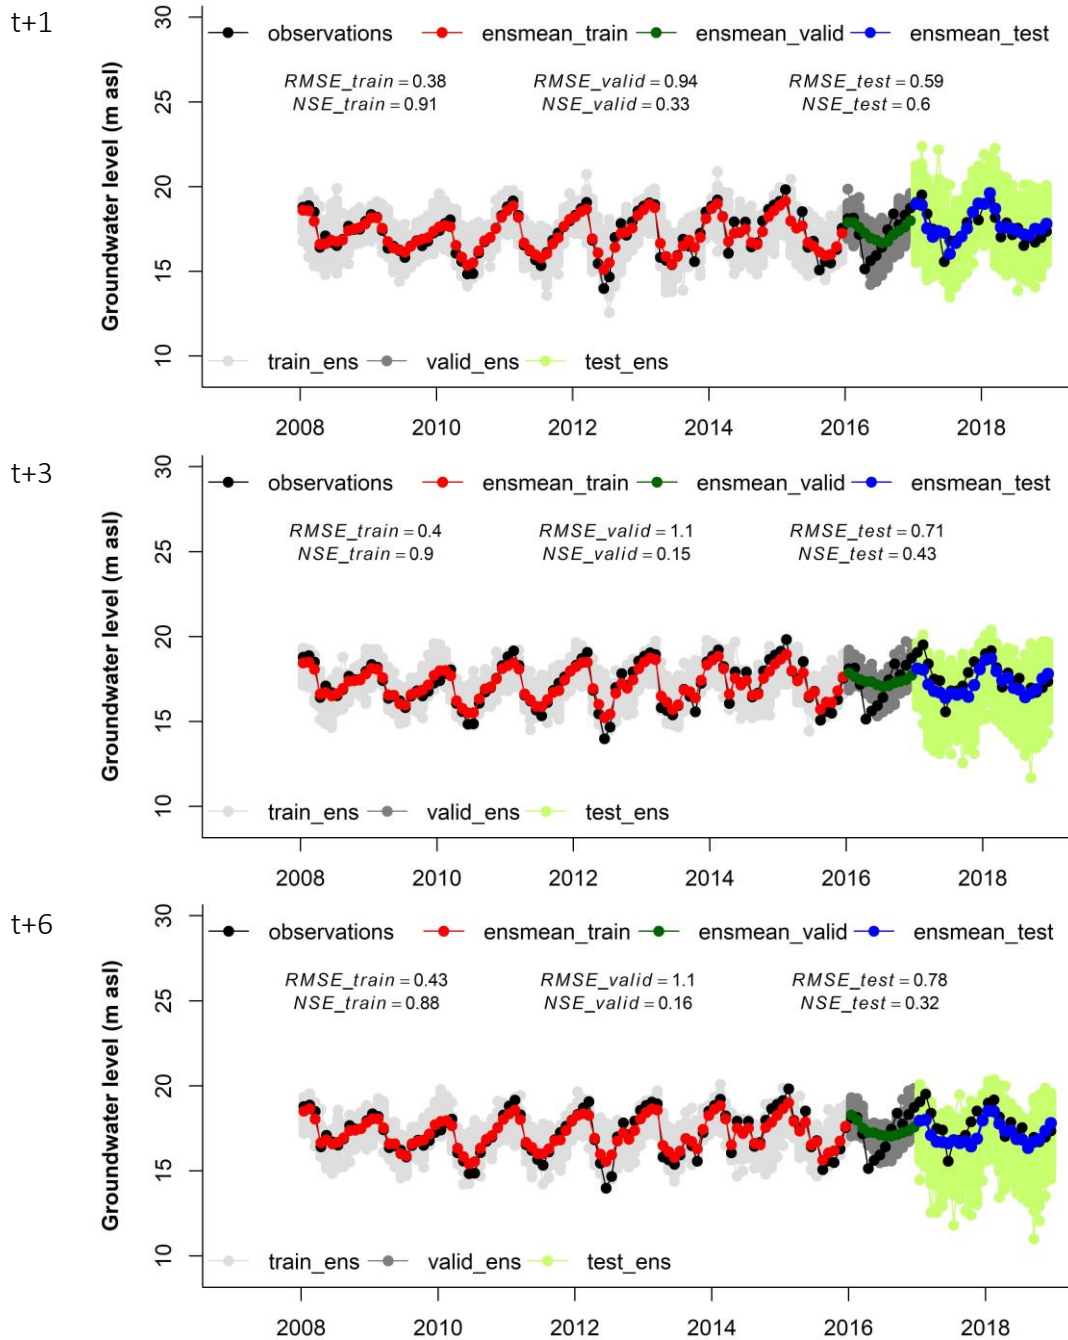 t+1
30
observations ensmean_train ensmean_valid ensmean_test
RMSE_train = 0.38 RMSE_valid = 0.94 RMSE_test = 0.59
NSE_train = 0.91 NSE_valid = 0.33 NSE_test = 0.6
25
20
15
10
Groundwater level (m asl)
train_ens valid_ens test_ens
2008 2010 2012 2014 2016 2018
t+3
30
observations ensmean_train ensmean_valid ensmean_test
RMSE_train = 0.4 RMSE_valid = 1.1 RMSE_test = 0.71
NSE_train = 0.9 NSE_valid = 0.15 NSE_test = 0.43
25
20
15
10
Groundwater level (m asl)
train_ens valid_ens test_ens
2008 2010 2012 2014 2016 2018
t+6
30
observations ensmean_train ensmean_valid ensmean_test
RMSE_train = 0.43 RMSE_valid = 1.1 RMSE_test = 0.78
NSE_train = 0.88 NSE_valid = 0.16 NSE_test = 0.32
25
20
15
10
Groundwater level (m asl)
train_ens valid_ens test_ens
2008 2010 2012 2014 2016 2018